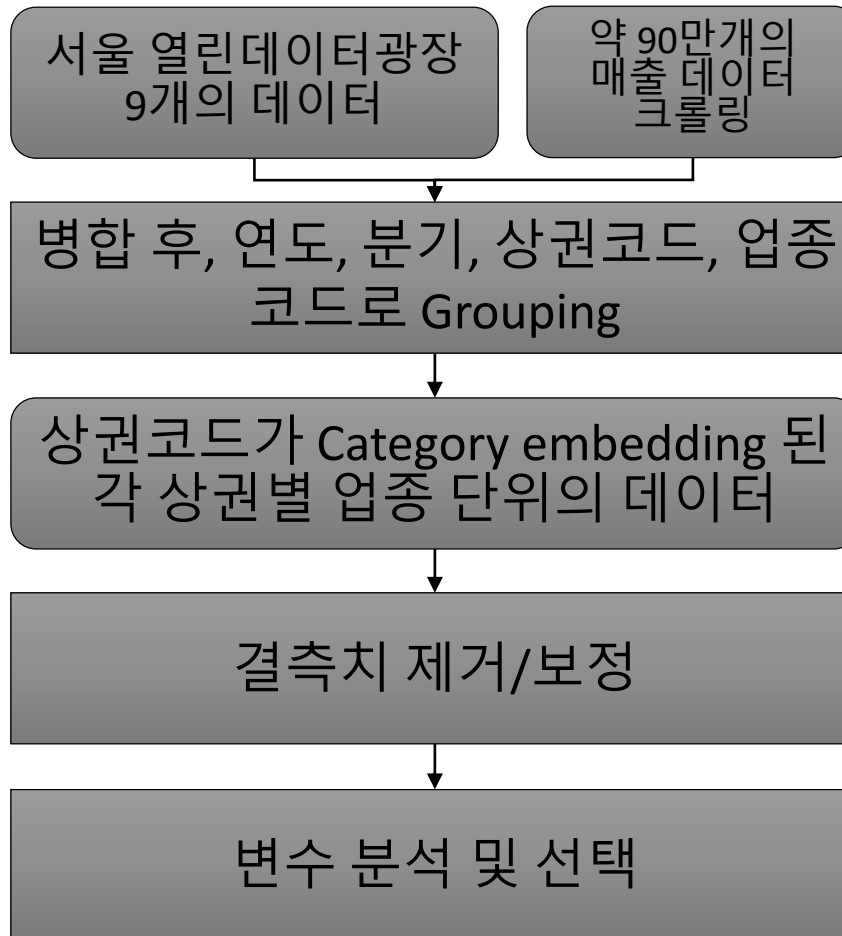 서울 열린데이터광장
9개의 데이터
약 90만개의
매출 데이터
크롤링
병합 후, 연도, 분기, 상권코드, 업종
코드로 Grouping
상권코드가 Category embedding 된
각 상권별 업종 단위의 데이터
결측치 제거/보정
변수 분석 및 선택